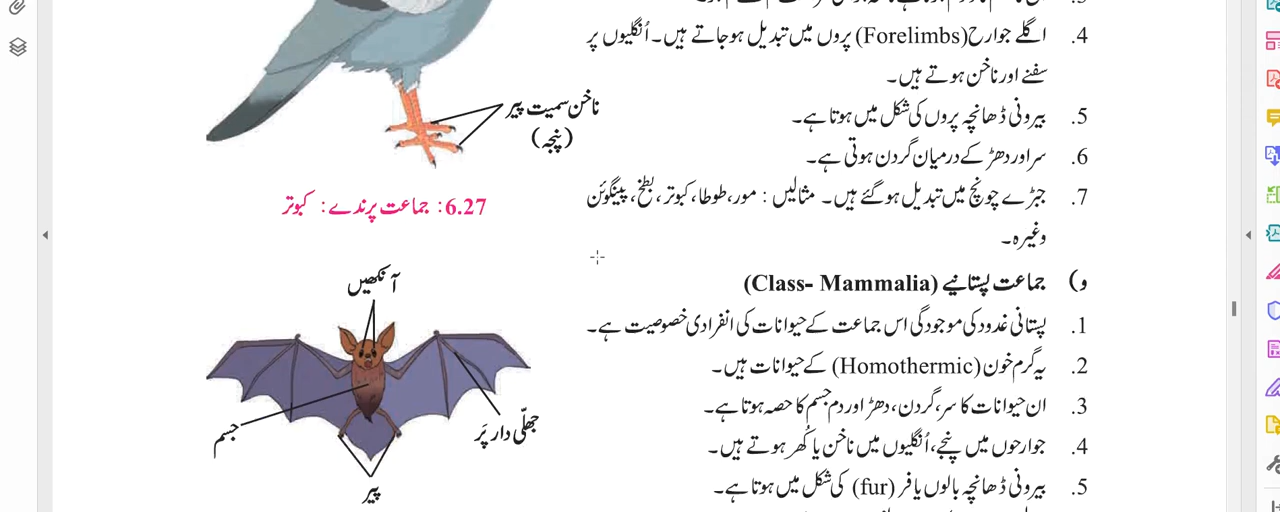 4. اگلے جوارح (Forelimbs) پروں میں تبدیل ہوجاتے ہیں۔ اُنگلیوں پر
سفنے اور ناخن ہوتے ہیں۔
5. بیرونی ڈھانچہ پروں کی شکل میں ہوتا ہے۔
6. سر اور دھڑ کے درمیان گردن ہوتی ہے۔
7. جبڑے چونچ میں تبدیل ہوگئے ہیں۔ مثالیں : مور، طوطا، کبوتر، بطخ، پینگوئن
وغیرہ۔
ناخن سمیت پیر
(پنجہ)
6.27: جماعت پرندے : کبوتر
و) جماعت پستانیے (Class- Mammalia)
1. پستانی غدود کی موجودگی اس جماعت کے حیوانات کی انفرادی خصوصیت ہے۔
2. یہ گرم خون (Homothermic) کے حیوانات ہیں۔
3. ان حیوانات کا سر، گردن، دھڑ اور دم جسم کا حصہ ہوتا ہے۔
4. جوارحوں میں پنجے، اُنگلیوں میں ناخن یا کُھر ہوتے ہیں۔
5. بیرونی ڈھانچہ بالوں یا فر (fur) کی شکل میں ہوتا ہے۔
آنکھیں
جھلّی دار پَر
جسم
پیر